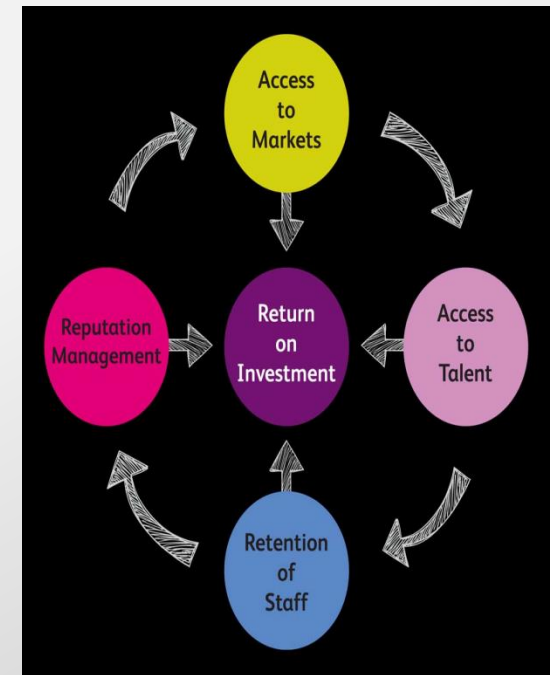 Access
to
Markets
Reputation
Management
Return
on
Investment
Access
to
Talent
Retention
of
Staff